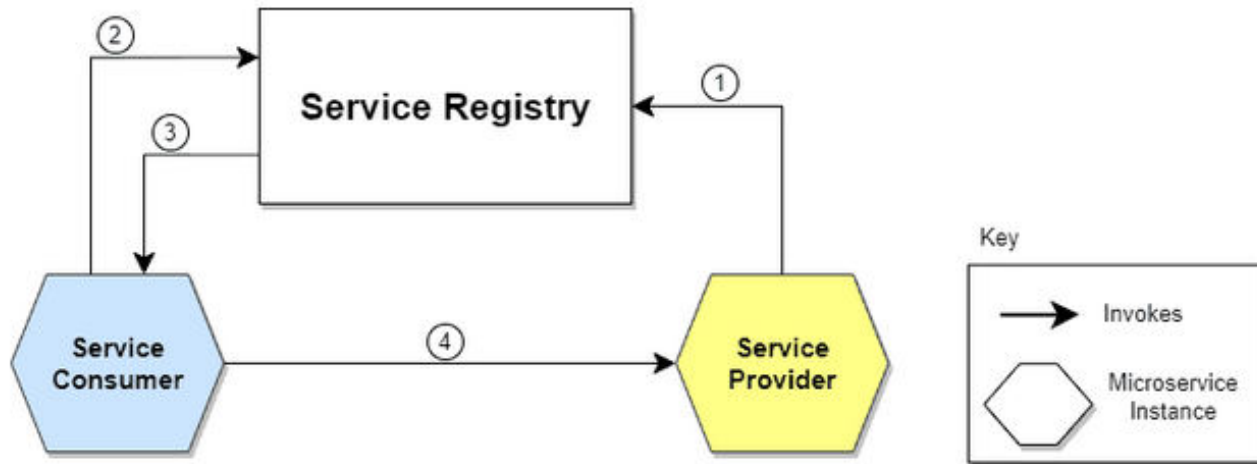 2
1
Service Registry
3
Key
Invokes
Service
Consumer
4
Service
Provider
Microservice
Instance